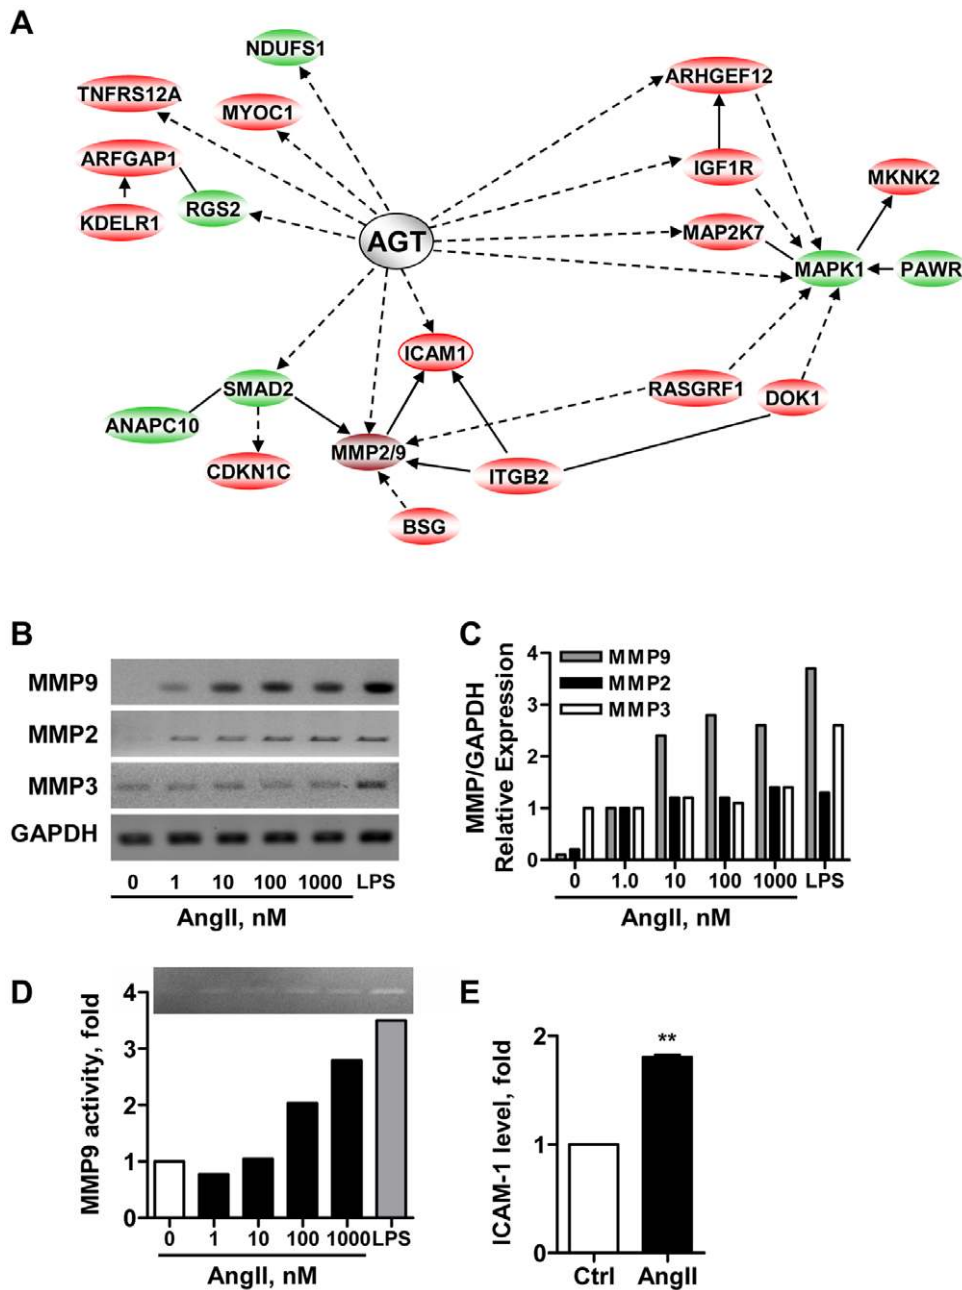 A
NDUFS1
TNFRS12A
MYOC1
ARHGEF12
ARFGAP1
IGF1R
MKNK2
KDELR1
RGS2
AGT
MAP2K7
MAPK1
PAWR
ICAM1
SMAD2
RASGRF1
DOK1
ANAPC10
MMP2/9
CDKN1C
ITGB2
BSG
B
MMP9
MMP2
MMP3
GAPDH
0 1 10 100 1000 LPS
AngII, nM
C
MMP/GAPDH
Relative Expression
4
3
2
1
0
MMP9
MMP2
MMP3
0 1.0 10 100 1000 LPS
AngII, nM
D
MMP9 activity, fold
4
3
2
1
0
0 1 10 100 1000 LPS
AngII, nM
E
ICAM-1 level, fold
2
1
0
**
Ctrl AngII